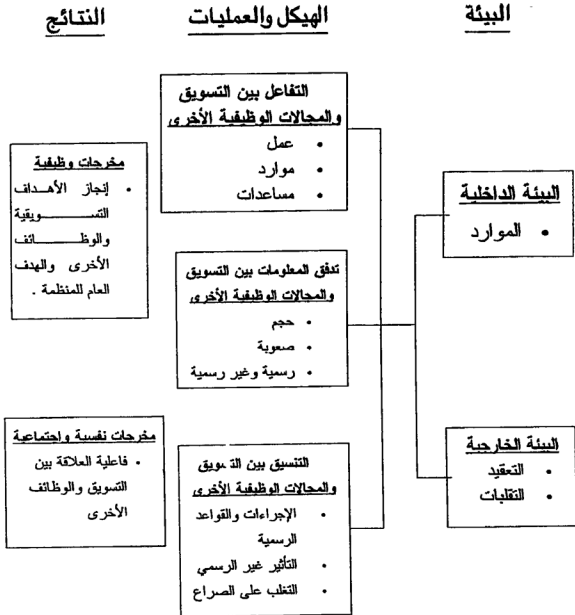 البيئة
الهيكل والعمليات
النتائج
البيئة الداخلية
• الموارد
البيئة الخارجية
• التعقيد
• التقلبات
التفاعل بين التسويق
والمجالات الوظيفية الأخرى
• عمل
• موارد
• مساعدات
تدفق المعلومات بين التسويق
والمجالات الوظيفية الأخرى
• حجم
• صعوبة
• رسمية وغير رسمية
التنسيق بين التسويق
والمجالات الوظيفية الأخرى
• الإجراءات والقواعد
الرسمية
• التأثير غير الرسمي
• التغلب على الصراع
مخرجات وظيفية
• إنجاز الأهداف
التسويقية
والوظائف
الأخرى والهدف
العام للمنظمة .
مخرجات نفسية واجتماعية
• فاعلية العلاقة بين
التسويق والوظائف
الأخرى